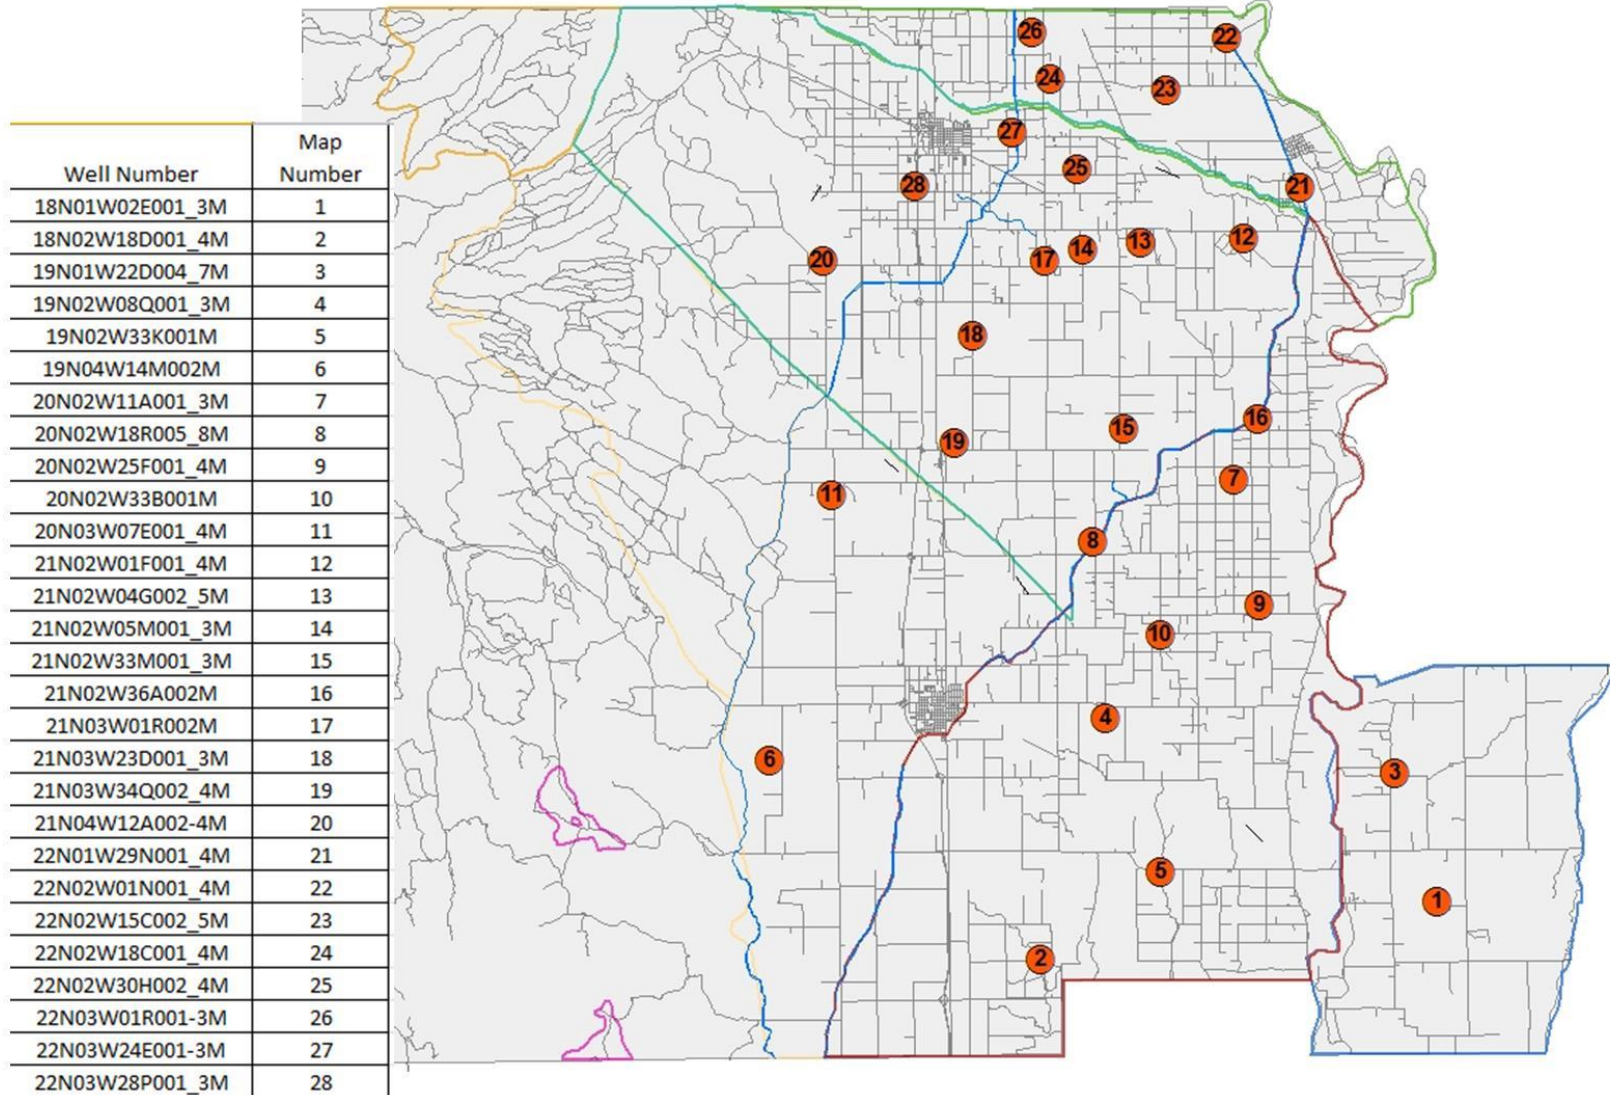 Well Number Map Number
18N01W02E001_3M 1
18N02W18D001_4M 2
19N01W22D004_7M 3
19N02W08Q001_3M 4
19N02W33K001M 5
19N04W14M002M 6
20N02W11A001_3M 7
20N02W18R005_8M 8
20N02W25F001_4M 9
20N02W33B001M 10
20N03W07E001_4M 11
21N02W01F001_4M 12
21N02W04G002_5M 13
21N02W05M001_3M 14
21N02W33M001_3M 15
21N02W36A002M 16
21N03W01R002M 17
21N03W23D001_3M 18
21N03W34Q002_4M 19
21N04W12A002-4M 20
22N01W29N001_4M 21
22N02W01N001_4M 22
22N02W15C002_5M 23
22N02W18C001_4M 24
22N02W30H002_4M 25
22N03W01R001-3M 26
22N03W24E001-3M 27
22N03W28P001_3M 28
26
22
24
23
27
25
28
21
12
13
14
17
20
18
16
15
19
7
11
8
9
10
4
6
3
5
1
2